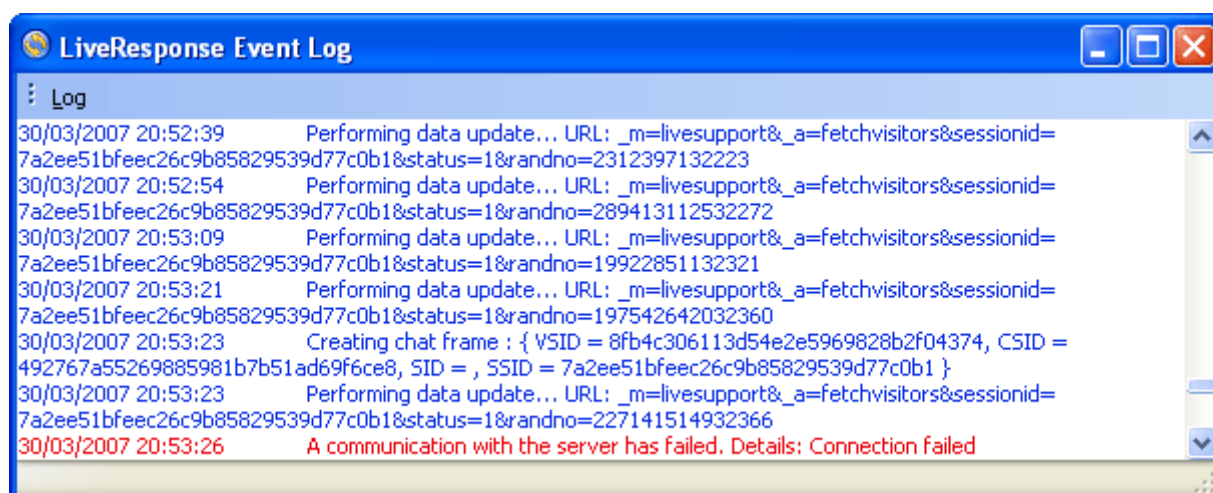 LiveResponse Event Log
Log
30/03/2007 20:52:39 Performing data update... URL: _m=livesupport&_a=fetchvisitors&sessionid=
7a2ee51bfeec26c9b85829539d77c0b1&status=1&randno=2312397132223
30/03/2007 20:52:54 Performing data update... URL: _m=livesupport&_a=fetchvisitors&sessionid=
7a2ee51bfeec26c9b85829539d77c0b1&status=1&randno=289413112532272
30/03/2007 20:53:09 Performing data update... URL: _m=livesupport&_a=fetchvisitors&sessionid=
7a2ee51bfeec26c9b85829539d77c0b1&status=1&randno=19922851132321
30/03/2007 20:53:21 Performing data update... URL: _m=livesupport&_a=fetchvisitors&sessionid=
7a2ee51bfeec26c9b85829539d77c0b1&status=1&randno=197542642032360
30/03/2007 20:53:23 Creating chat frame : { VSID = 8fb4c306113d54e2e5969828b2f04374, CSID =
492767a55269885981b7b51ad69f6ce8, SID = , SSID = 7a2ee51bfeec26c9b85829539d77c0b1 }
30/03/2007 20:53:23 Performing data update... URL: _m=livesupport&_a=fetchvisitors&sessionid=
7a2ee51bfeec26c9b85829539d77c0b1&status=1&randno=227141514932366
30/03/2007 20:53:26 A communication with the server has failed. Details: Connection failed